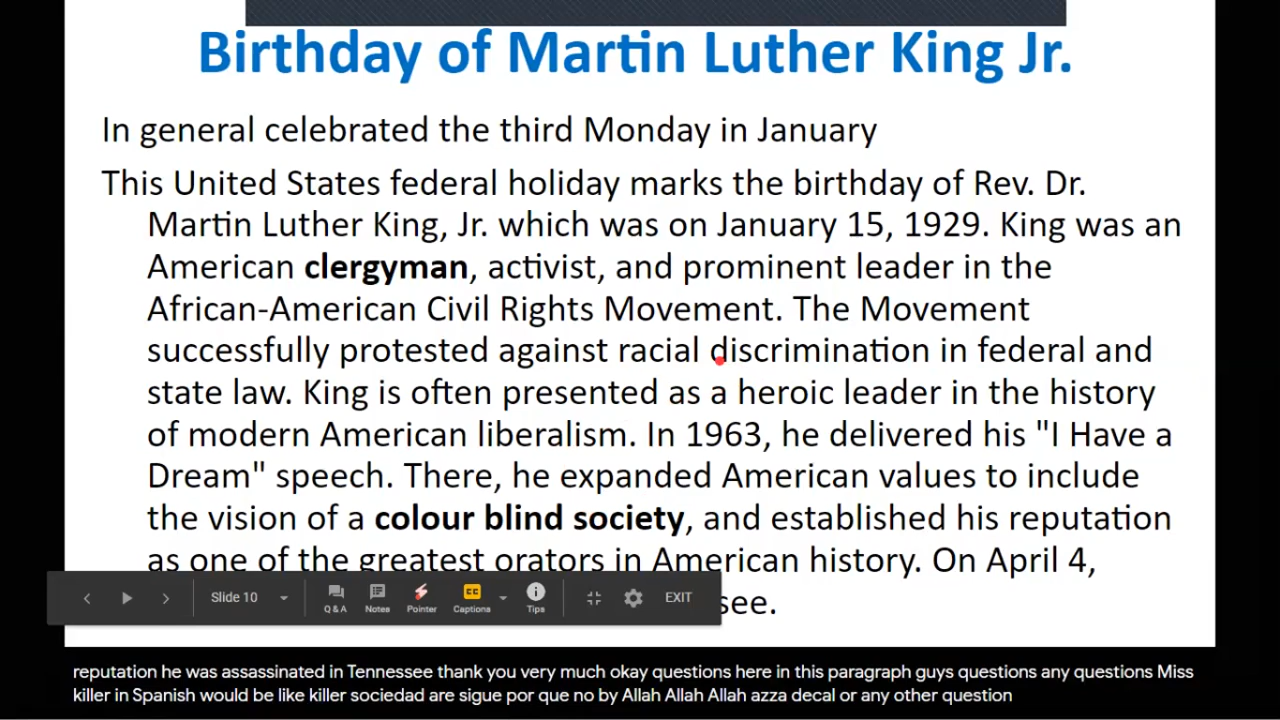 Birthday of Martin Luther King Jr.
In general celebrated the third Monday in January
This United States federal holiday marks the birthday of Rev. Dr.
Martin Luther King, Jr. which was on January 15, 1929. King was an
American clergyman, activist, and prominent leader in the
African-American Civil Rights Movement. The Movement
successfully protested against racial discrimination in federal and
state law. King is often presented as a heroic leader in the history
of modern American liberalism. In 1963, he delivered his "I Have a
Dream" speech. There, he expanded American values to include
the vision of a colour blind society, and established his reputation
as one of the greatest orators in American history. On April 4,
see.
Slide 10
Q & A Notes Pointer Captions Tips EXIT
reputation he was assassinated in Tennessee thank you very much okay questions here in this paragraph guys questions any questions Miss
killer in Spanish would be like killer sociedad are sigue por que no by Allah Allah Allah azza decal or any other question